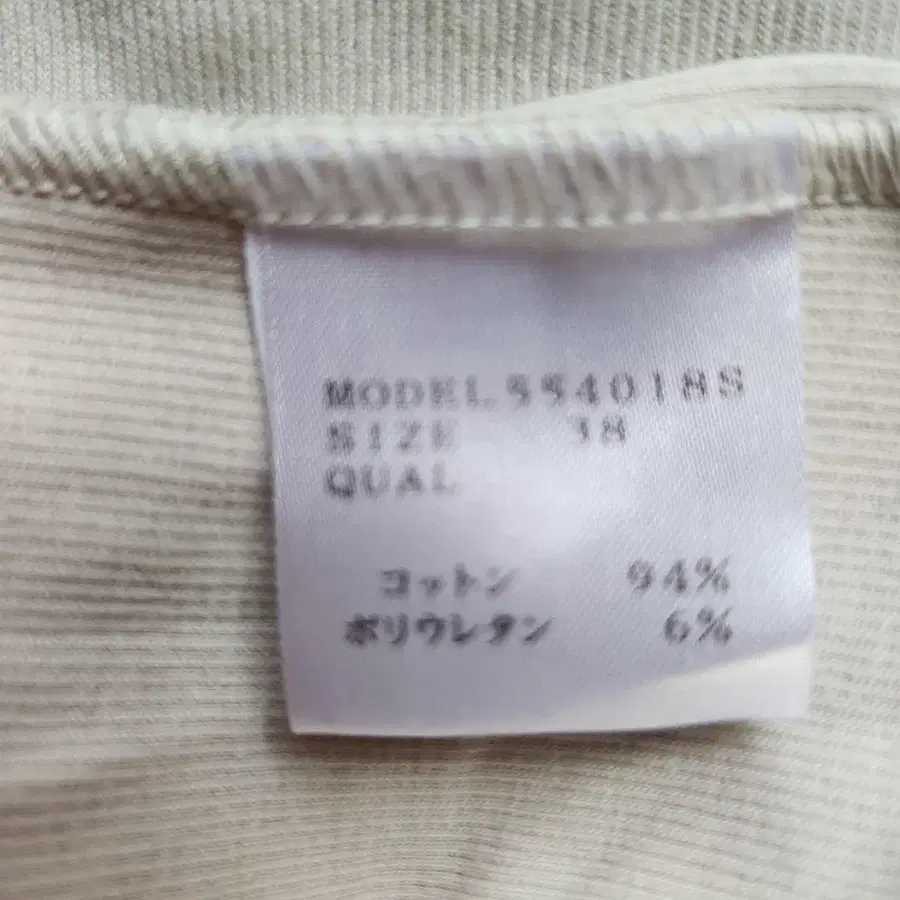 MODEL 554018S
SIZE 38
QUAL
コットン 94%
ポリウレタン 6%